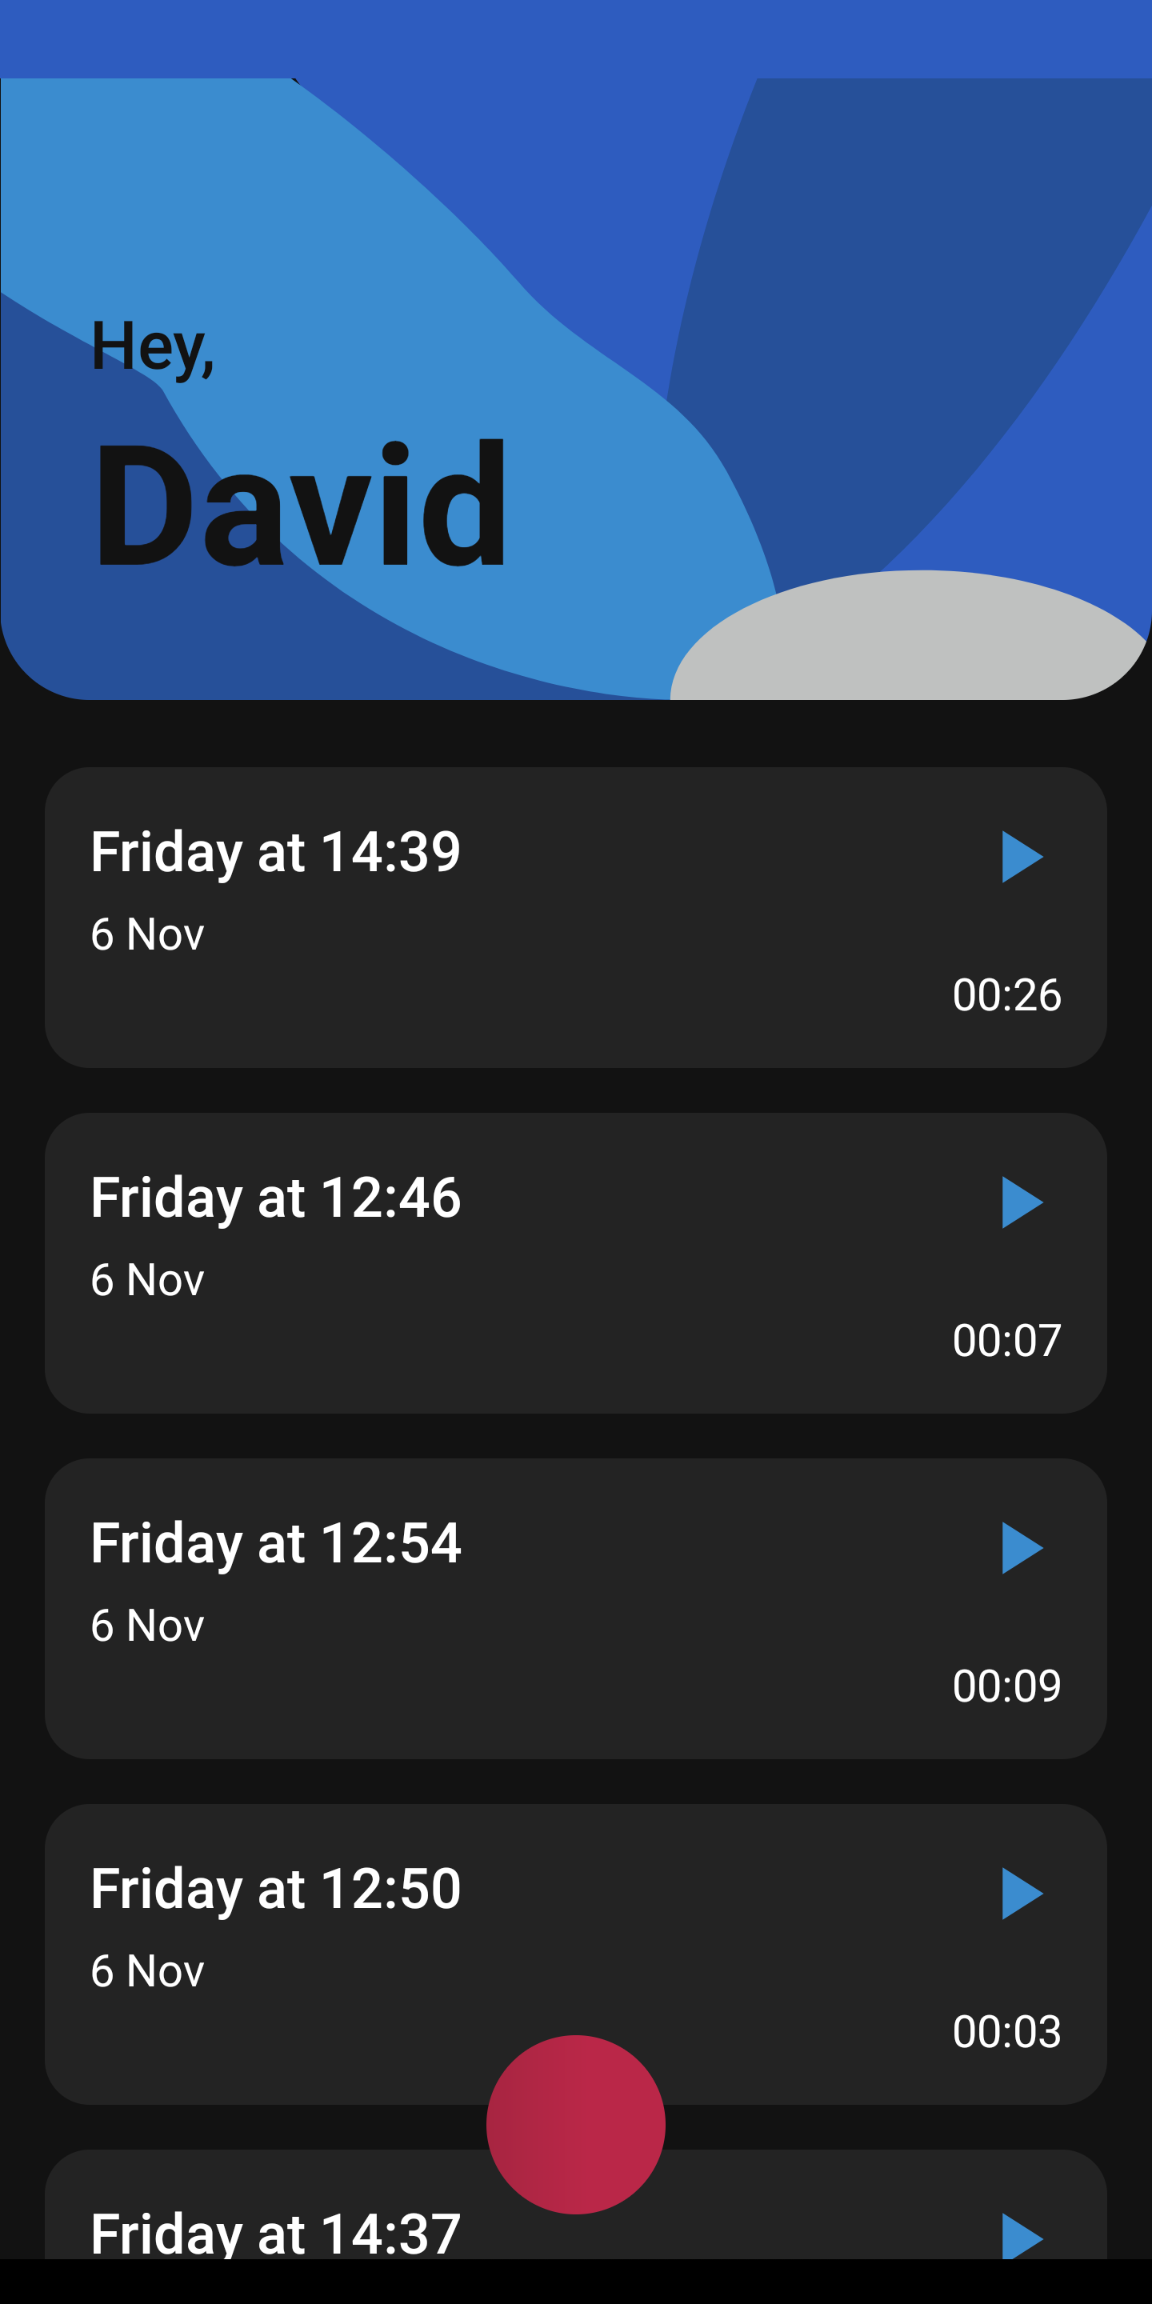 Hey,
David
Friday at 14:39
6 Nov
00:26
Friday at 12:46
6 Nov
00:07
Friday at 12:54
6 Nov
00:09
Friday at 12:50
6 Nov
00:03
Friday at 14:37